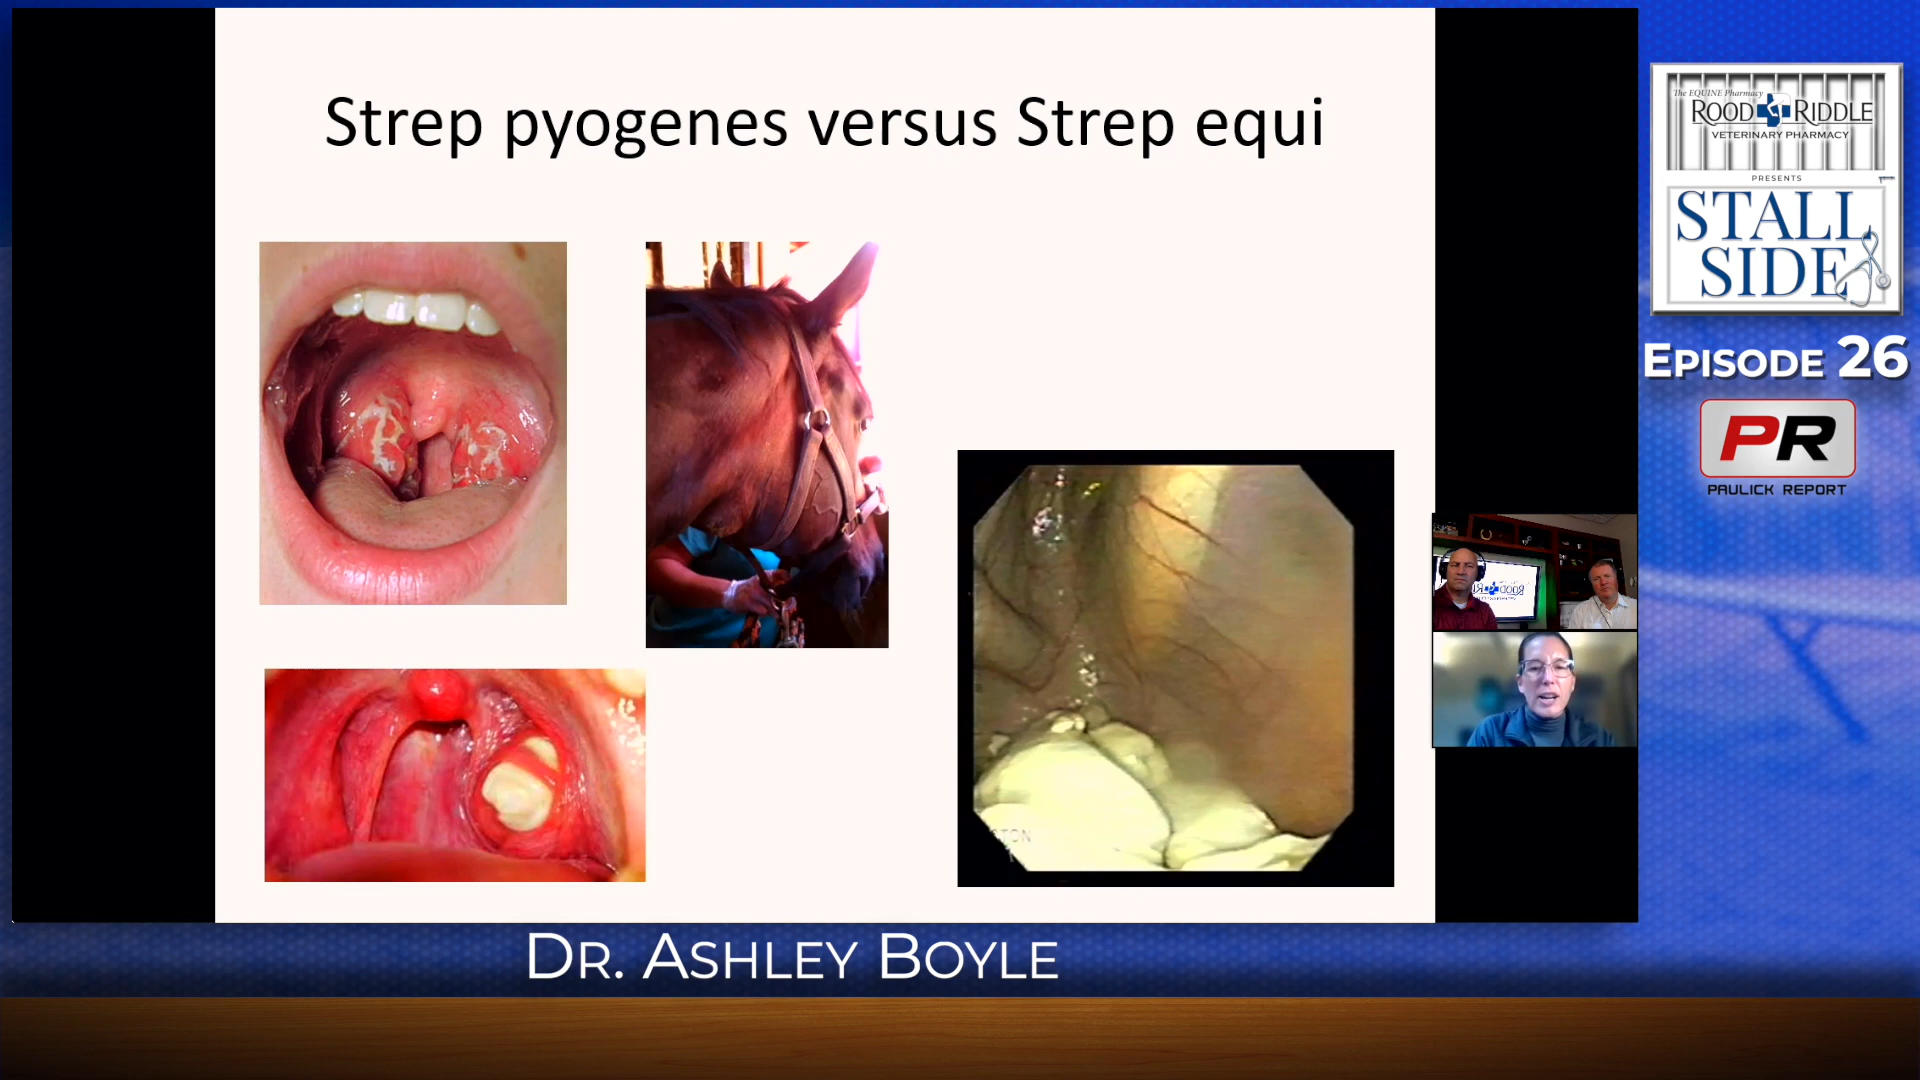 Strep pyogenes versus Strep equi
The EQUINE Pharmacy
ROOD RIDDLE
VETERINARY PHARMACY
PRESENTS
STALL
SIDE
EPISODE 26
PR
PAULICK REPORT
DR. ASHLEY BOYLE